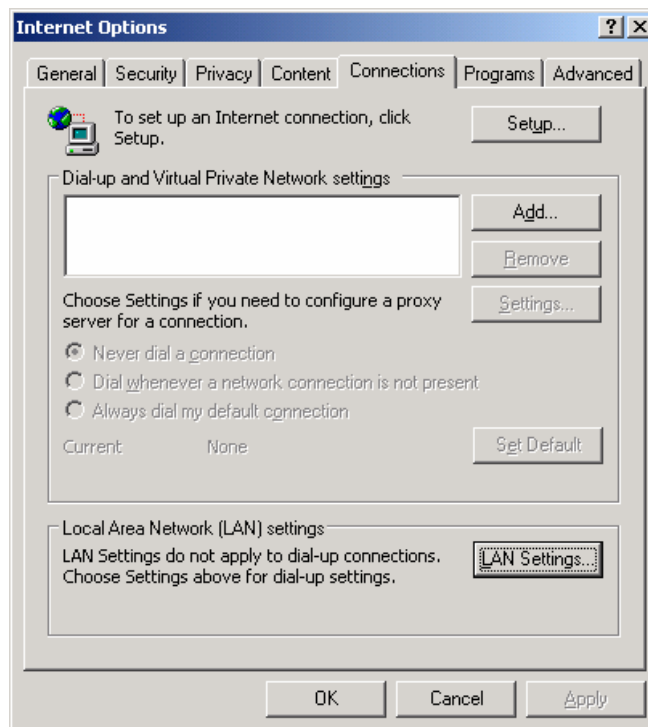 Internet Options
General Security Privacy Content Connections Programs Advanced
To set up an Internet connection, click
Setup.
Setup...
Dial-up and Virtual Private Network settings
Add...
Remove
Choose Settings if you need to configure a proxy
server for a connection.
Settings...
Never dial a connection
Dial whenever a network connection is not present
Always dial my default connection
Current None
Set Default
Local Area Network (LAN) settings
LAN Settings do not apply to dial-up connections.
Choose Settings above for dial-up settings.
LAN Settings...
OK Cancel Apply